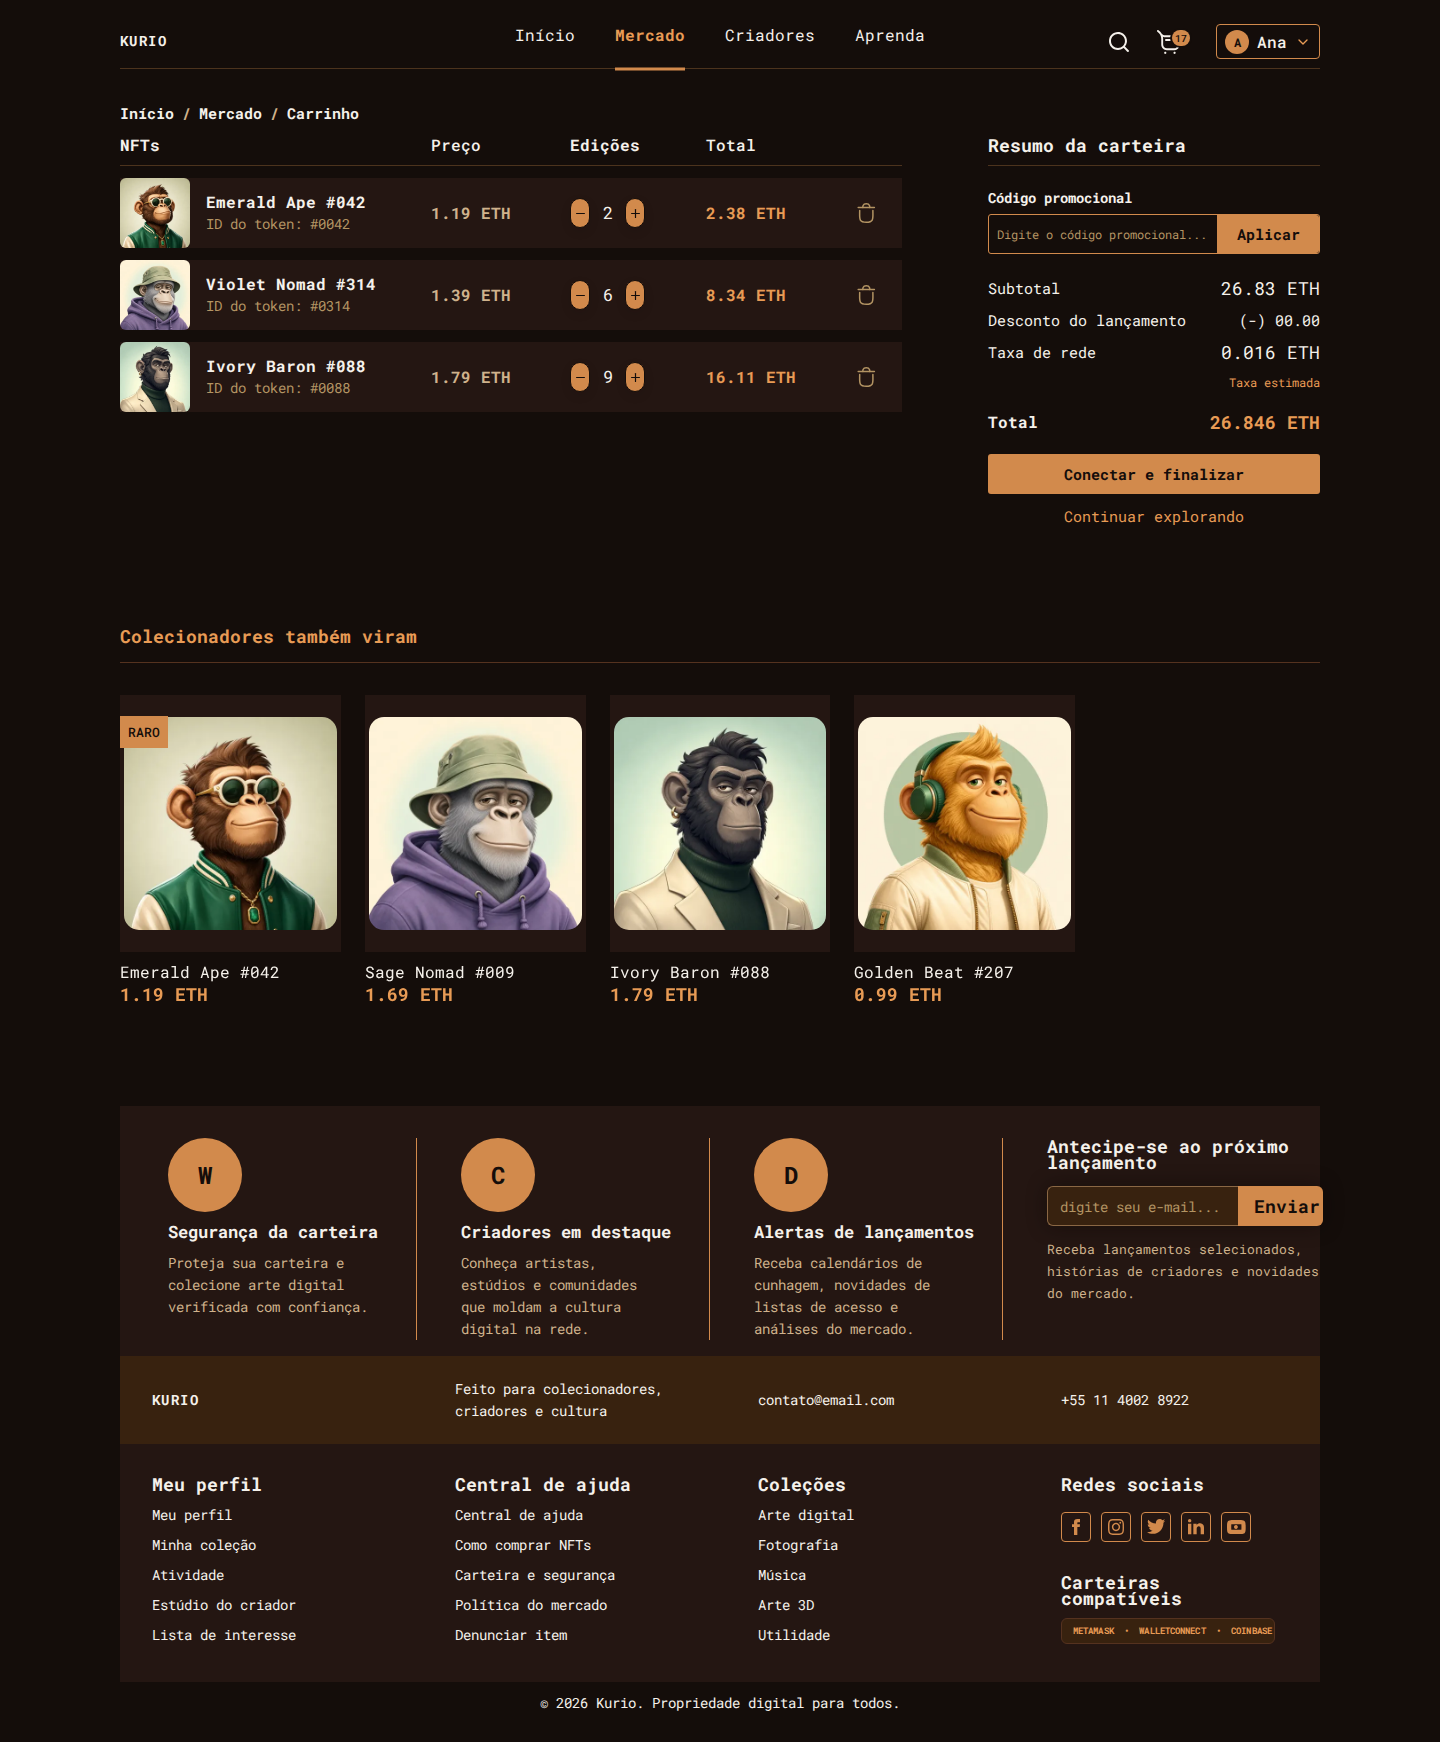 KURIO
Início
Mercado
Criadores
Aprenda
17
A
Ana
Início / Mercado / Carrinho
NFTs
Preço
Edições
Total
Emerald Ape #042
ID do token: #0042
1.19 ETH
− 2 +
2.38 ETH
Violet Nomad #314
ID do token: #0314
1.39 ETH
− 6 +
8.34 ETH
Ivory Baron #088
ID do token: #0088
1.79 ETH
− 9 +
16.11 ETH
Resumo da carteira
Código promocional
Digite o código promocional...
Aplicar
Subtotal
26.83 ETH
Desconto do lançamento
(-) 00.00
Taxa de rede
0.016 ETH
Taxa estimada
Total
26.846 ETH
Conectar e finalizar
Continuar explorando
Colecionadores também viram
RARO
Emerald Ape #042
1.19 ETH
Sage Nomad #009
1.69 ETH
Ivory Baron #088
1.79 ETH
Golden Beat #207
0.99 ETH
W
Segurança da carteira
Proteja sua carteira e
colecione arte digital
verificada com confiança.
C
Criadores em destaque
Conheça artistas,
estúdios e comunidades
que moldam a cultura
digital na rede.
D
Alertas de lançamentos
Receba calendários de
cunhagem, novidades de
listas de acesso e
análises do mercado.
Antecipe-se ao próximo
lançamento
digite seu e-mail...
Enviar
Receba lançamentos selecionados,
histórias de criadores e novidades
do mercado.
KURIO
Feito para colecionadores,
criadores e cultura
contato@email.com
+55 11 4002 8922
Meu perfil
Meu perfil
Minha coleção
Atividade
Estúdio do criador
Lista de interesse
Central de ajuda
Central de ajuda
Como comprar NFTs
Carteira e segurança
Política do mercado
Denunciar item
Coleções
Arte digital
Fotografia
Música
Arte 3D
Utilidade
Redes sociais
Carteiras
compatíveis
METAMASK · WALLETCONNECT · COINBASE
© 2026 Kurio. Propriedade digital para todos.